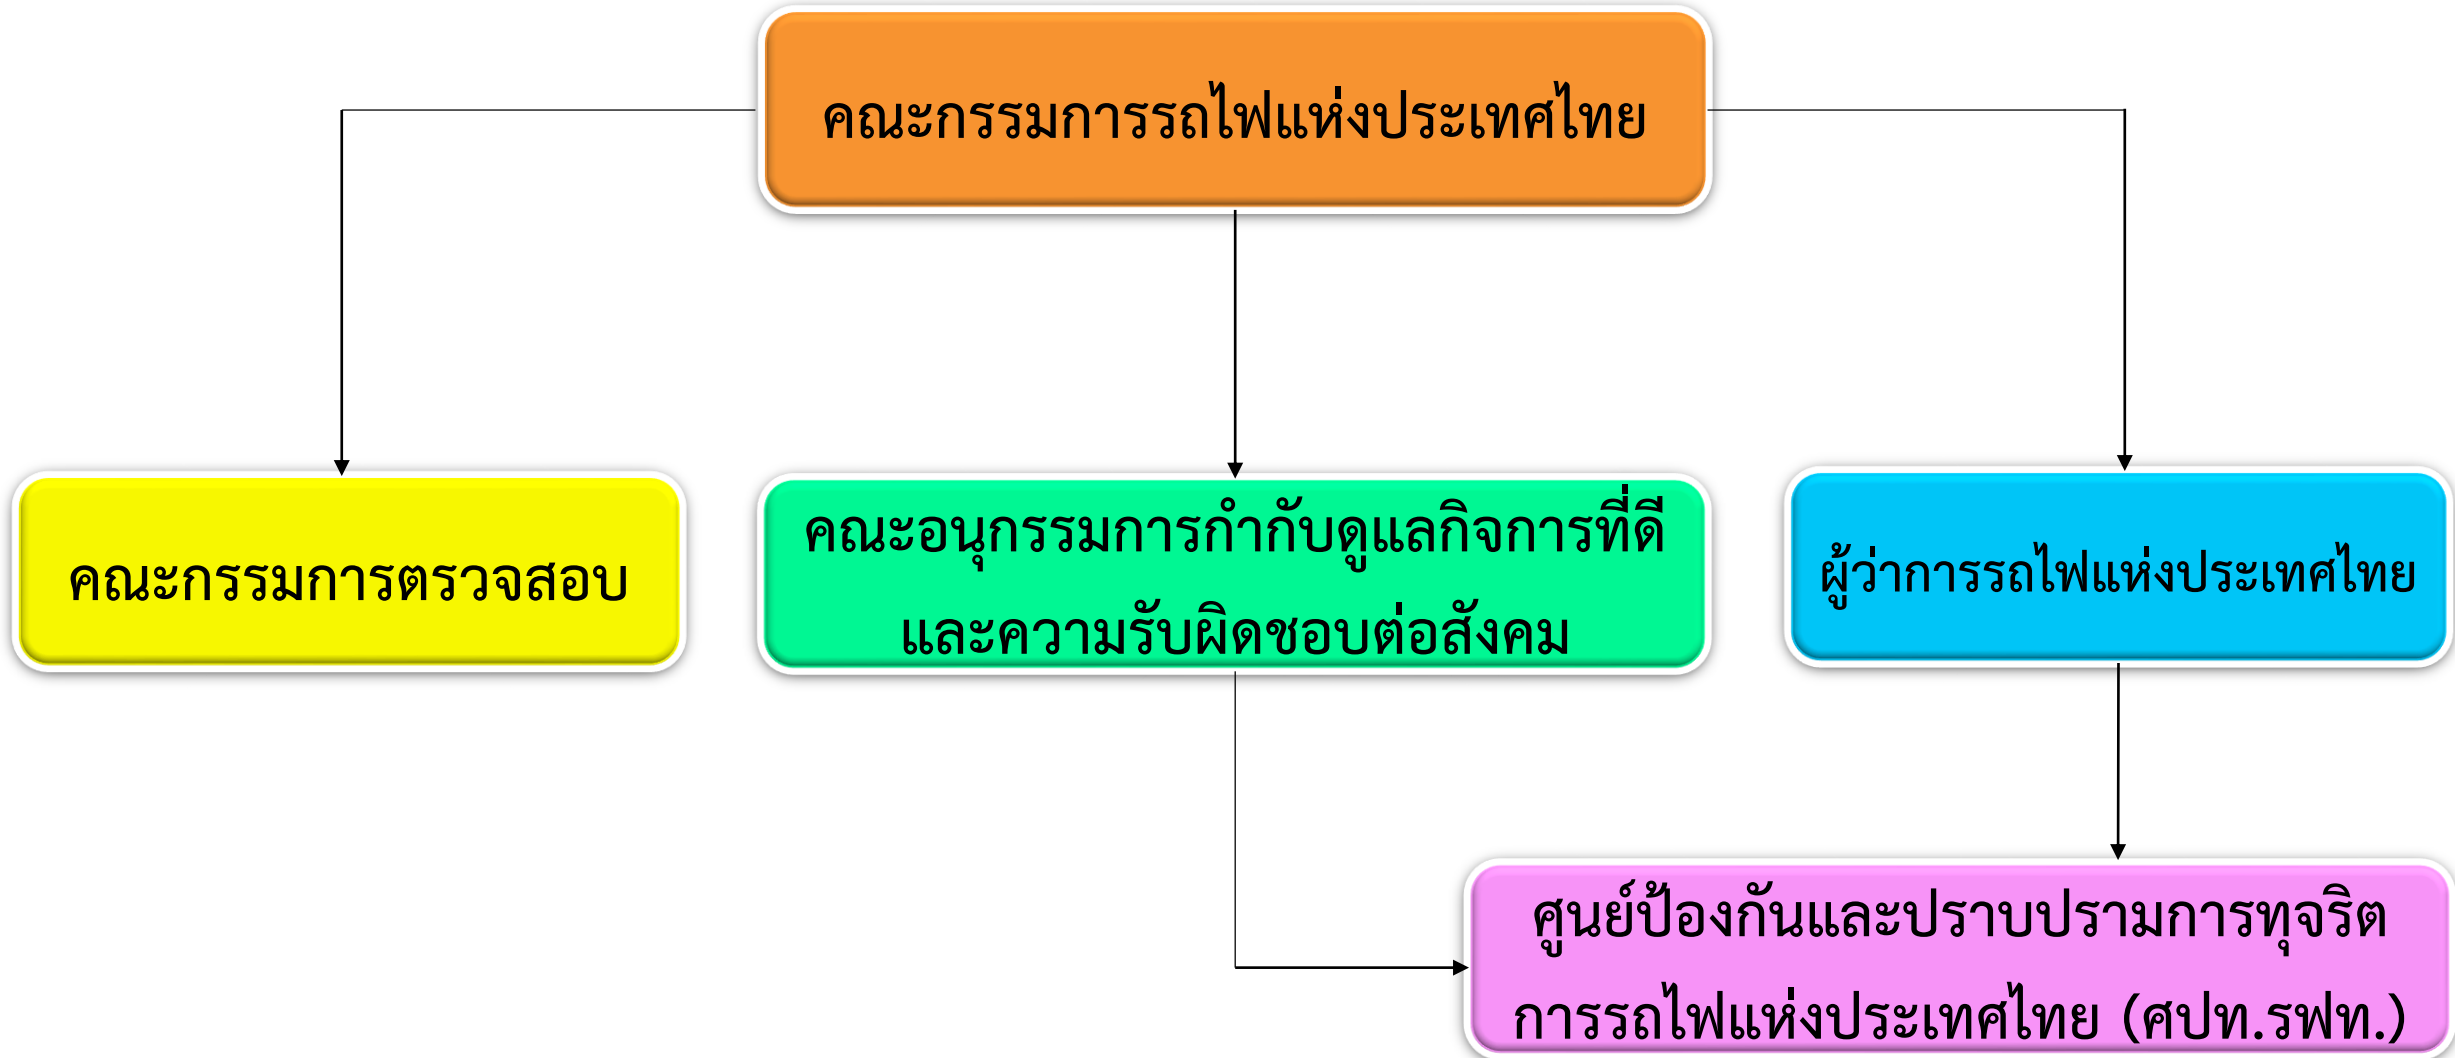 คณะกรรมการรถไฟแห่งประเทศไทย
คณะกรรมการตรวจสอบ
คณะอนุกรรมการกำกับดูแลกิจการที่ดี
และความรับผิดชอบต่อสังคม
ผู้ว่าการรถไฟแห่งประเทศไทย
ศูนย์ป้องกันและปราบปรามการทุจริต
การรถไฟแห่งประเทศไทย (ศปท.รฟท.)